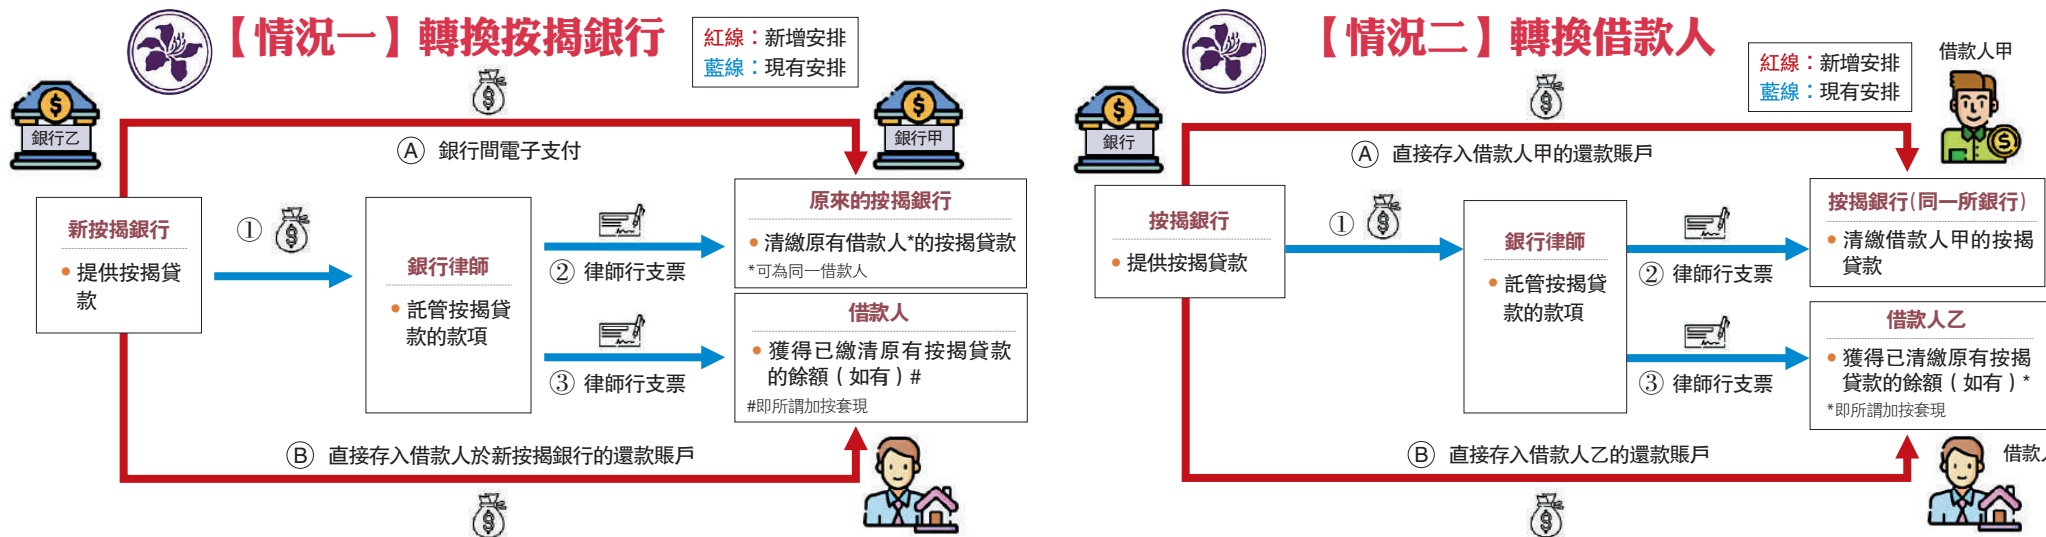 【情況一】轉換按揭銀行
紅線：新增安排
藍線：現有安排
銀行乙
銀行甲
Ⓐ 銀行間電子支付
新按揭銀行
• 提供按揭貸
款
①
銀行律師
• 託管按揭貸
款的款項
② 律師行支票
③ 律師行支票
原來的按揭銀行
• 清繳原有借款人*的按揭貸款
*可為同一借款人
借款人
• 獲得已繳清原有按揭貸款
的餘額（如有）#
#即所謂加按套現
Ⓑ 直接存入借款人於新按揭銀行的還款賬戶
【情況二】轉換借款人
紅線：新增安排
藍線：現有安排
借款人甲
銀行
Ⓐ 直接存入借款人甲的還款賬戶
按揭銀行
• 提供按揭貸款
①
銀行律師
• 託管按揭貸
款的款項
② 律師行支票
③ 律師行支票
按揭銀行(同一所銀行)
• 清繳借款人甲的按揭
貸款
借款人乙
• 獲得已清繳原有按揭
貸款的餘額（如有）*
*即所謂加按套現
Ⓑ 直接存入借款人乙的還款賬戶
借款